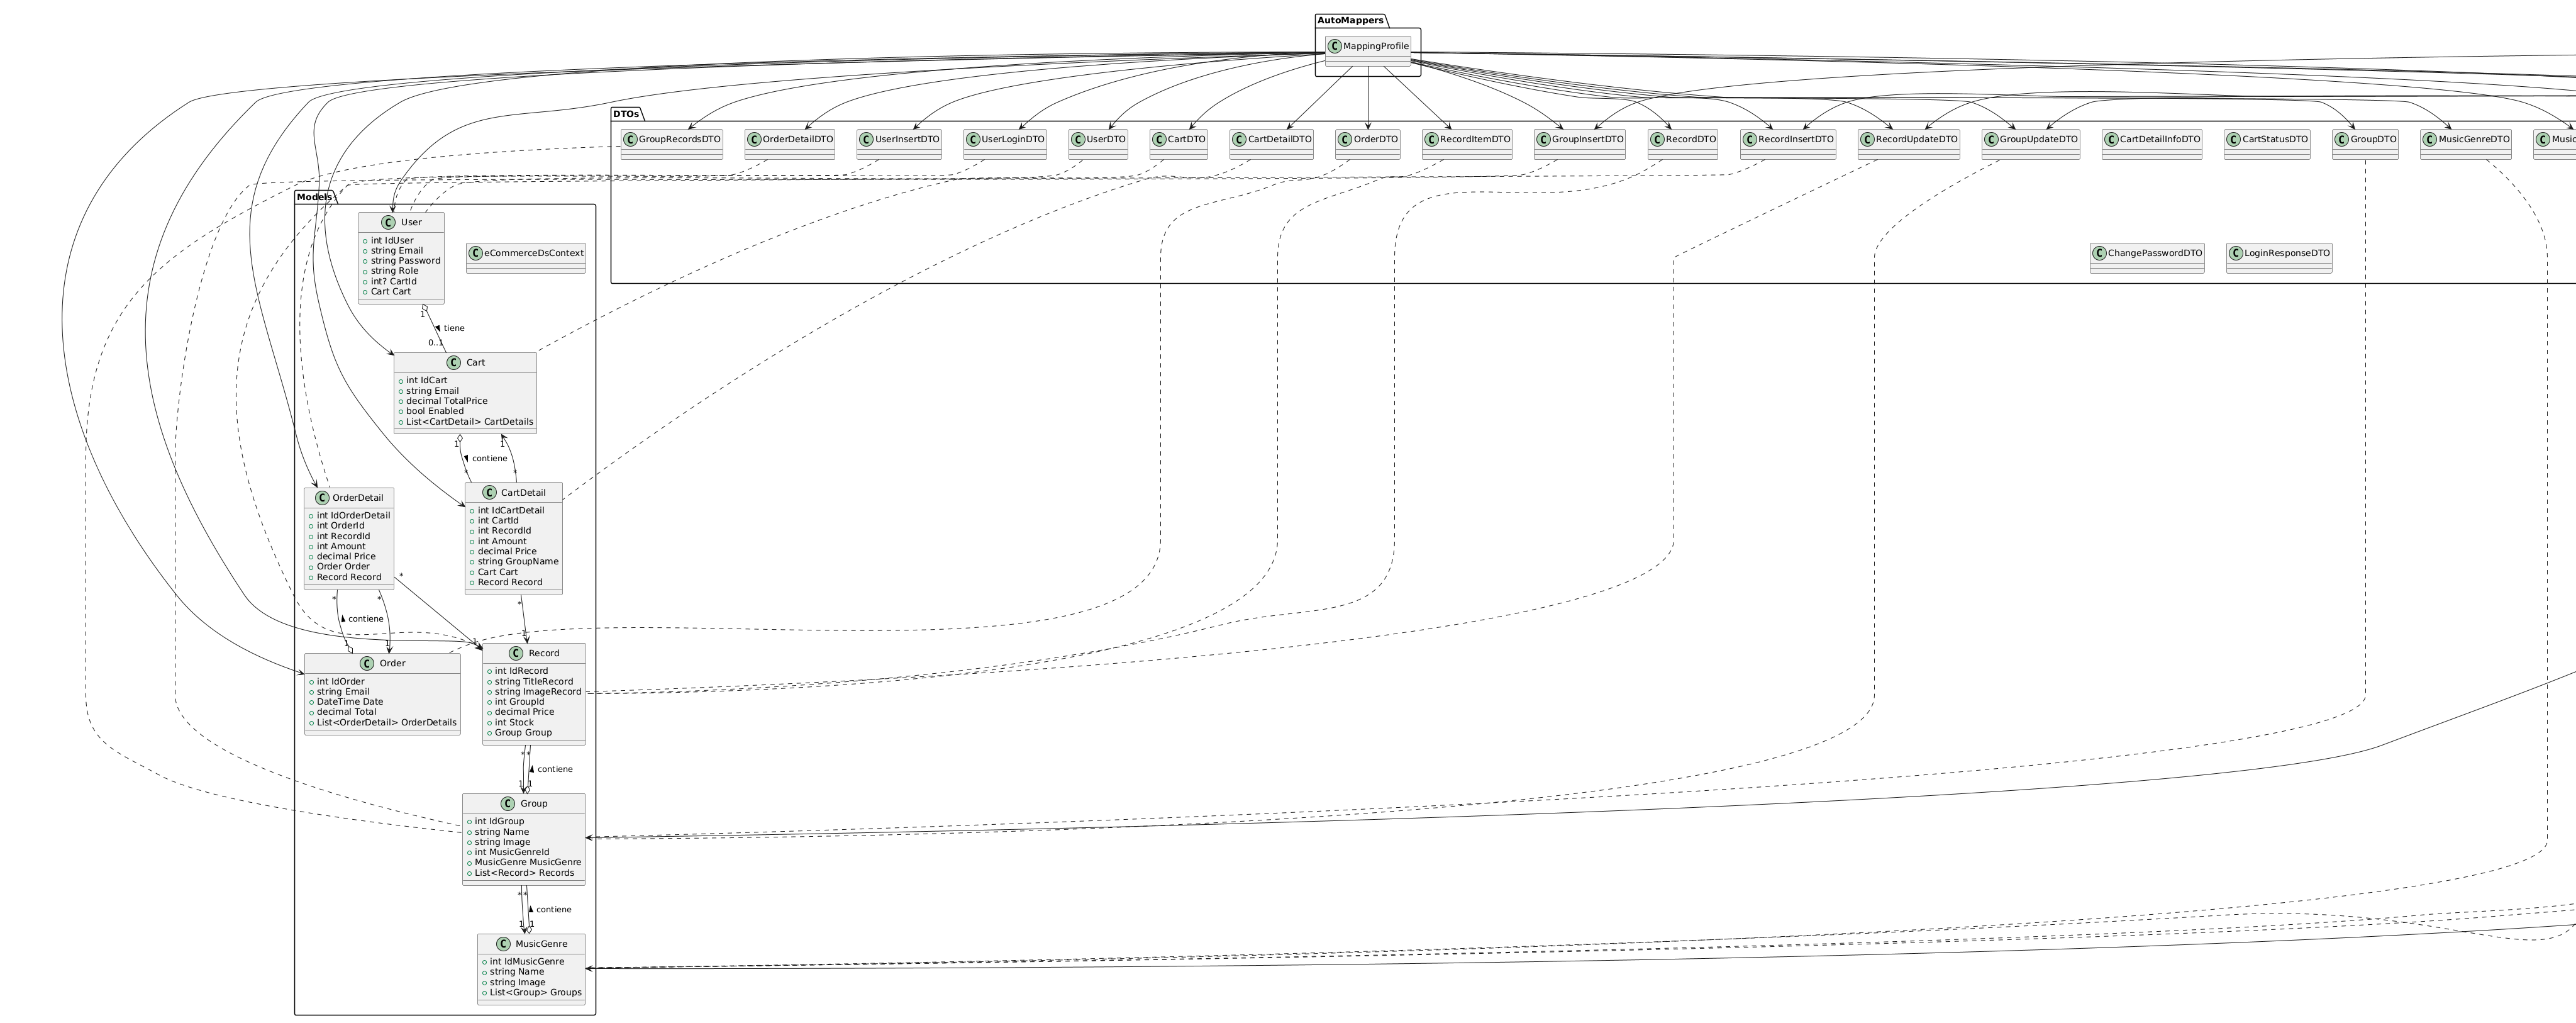 AutoMappers
C MappingProfile
DTOs
C GroupRecordsDTO
C OrderDetailDTO
C UserInsertDTO
C UserLoginDTO
C UserDTO
C CartDTO
C CartDetailDTO
C OrderDTO
C RecordItemDTO
C GroupInsertDTO
C RecordDTO
C RecordInsertDTO
C RecordUpdateDTO
C GroupUpdateDTO
C CartDetailInfoDTO
C CartStatusDTO
C GroupDTO
C MusicGenreDTO
C Music
C ChangePasswordDTO
C LoginResponseDTO
Models
C User
int IdUser
string Email
string Password
string Role
int? CartId
Cart Cart
C eCommerceDsContext
1
tiene
0..1
C Cart
int IdCart
string Email
decimal TotalPrice
bool Enabled
List<CartDetail> CartDetails
1
1
contiene
*
*
C OrderDetail
int IdOrderDetail
int OrderId
int RecordId
int Amount
decimal Price
Order Order
Record Record
C CartDetail
int IdCartDetail
int CartId
int RecordId
int Amount
decimal Price
string GroupName
Cart Cart
Record Record
*
*
*
*
contiene
1
1
1
1
C Order
int IdOrder
string Email
DateTime Date
decimal Total
List<OrderDetail> OrderDetails
C Record
int IdRecord
string TitleRecord
string ImageRecord
int GroupId
decimal Price
int Stock
Group Group
*
*
contiene
1
1
C Group
int IdGroup
string Name
string Image
int MusicGenreId
MusicGenre MusicGenre
List<Record> Records
*
*
contiene
1
1
C MusicGenre
int IdMusicGenre
string Name
string Image
List<Group> Groups